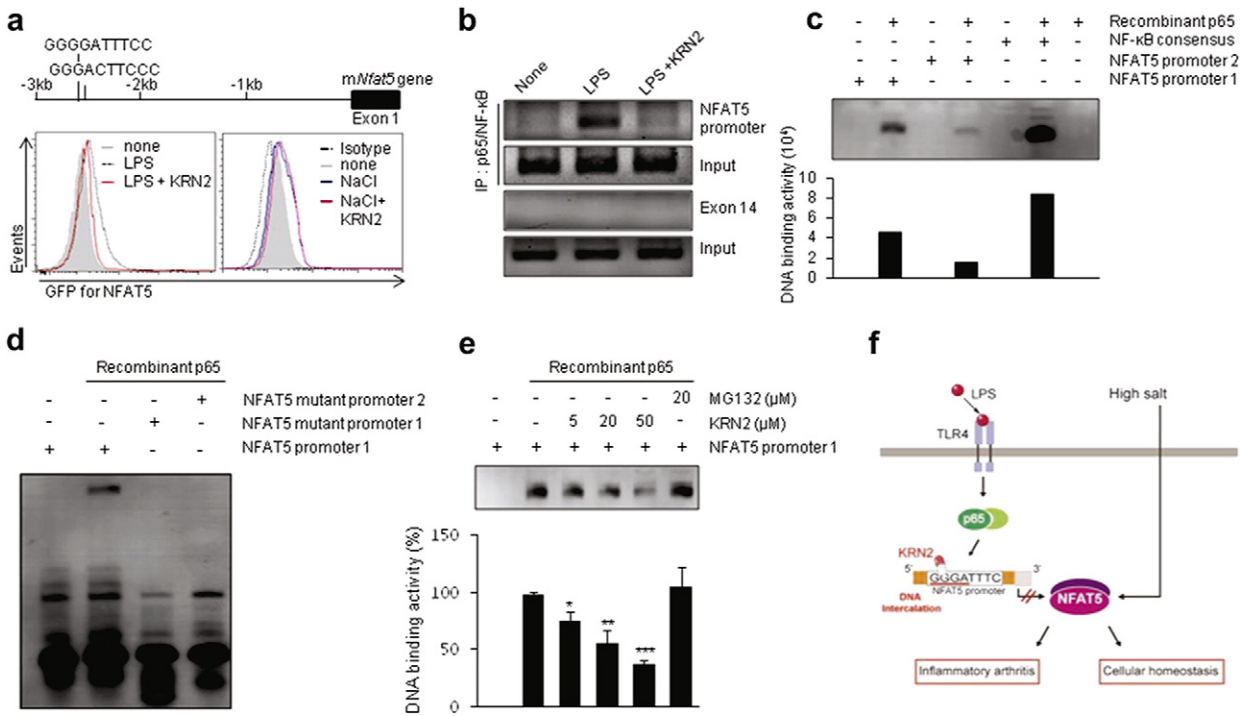 a
GGGGATTTCC
GGGACTTCCC
-3kb -2kb -1kb mNfat5 gene
Exon 1
none
LPS
LPS + KRN2
Isotype
none
NaCl
NaCl+
KRN2
Events
GFP for NFAT5
b
None LPS LPS+KRN2
IP : p65/NF-κB
NFAT5
promoter
Input
Exon 14
Input
c
- + - + - + + Recombinant p65
- - - - + + - NF-κB consensus
- - + + - - - NFAT5 promoter 2
+ + - - - - - NFAT5 promoter 1
DNA binding activity (10⁴)
10
8
6
4
2
0
d
Recombinant p65
- - - + NFAT5 mutant promoter 2
- - + - NFAT5 mutant promoter 1
+ + - - NFAT5 promoter 1
e
Recombinant p65
- - - - - 20 MG132 (µM)
- - 5 20 50 - KRN2 (µM)
+ + + + + + NFAT5 promoter 1
DNA binding activity (%)
150
100
50
0
* ** ***
f
LPS
High salt
TLR4
p65
KRN2
5' GGGATTTC 3'
NFAT5 promoter
DNA
Intercalation
NFAT5
Inflammatory arthritis
Cellular homeostasis